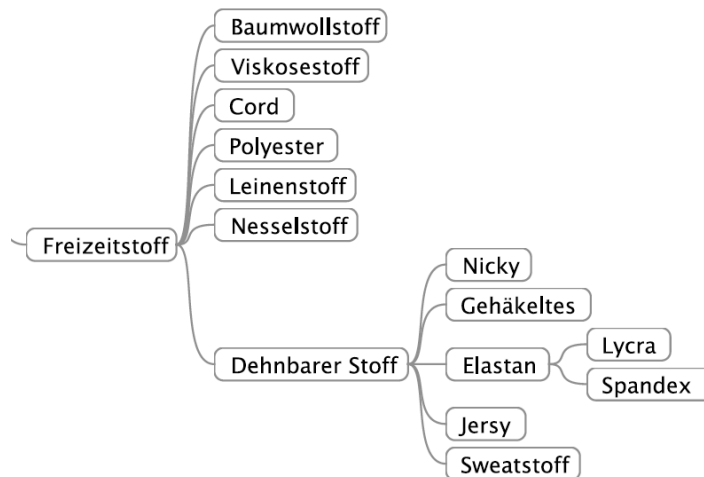 Baumwollstoff
Viskosestoff
Cord
Polyester
Leinenstoff
Nesselstoff
Freizeitstoff
Dehnbarer Stoff
Nicky
Gehäkeltes
Elastan
Lycra
Spandex
Jersy
Sweatstoff